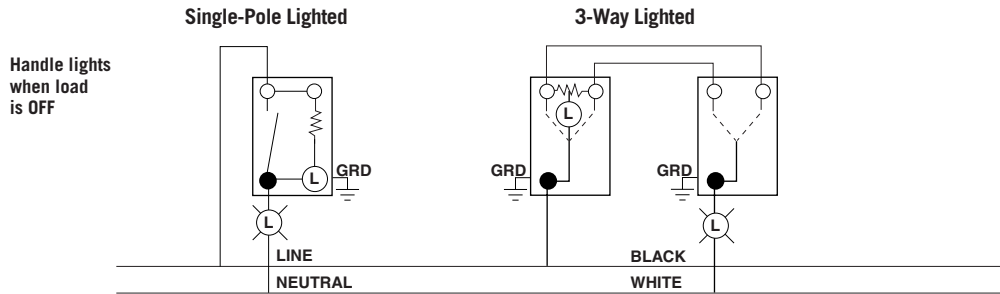 Single-Pole Lighted
3-Way Lighted
Handle lights
when load
is OFF
L
GRD
L
L
GRD
GRD
L
LINE
BLACK
NEUTRAL
WHITE